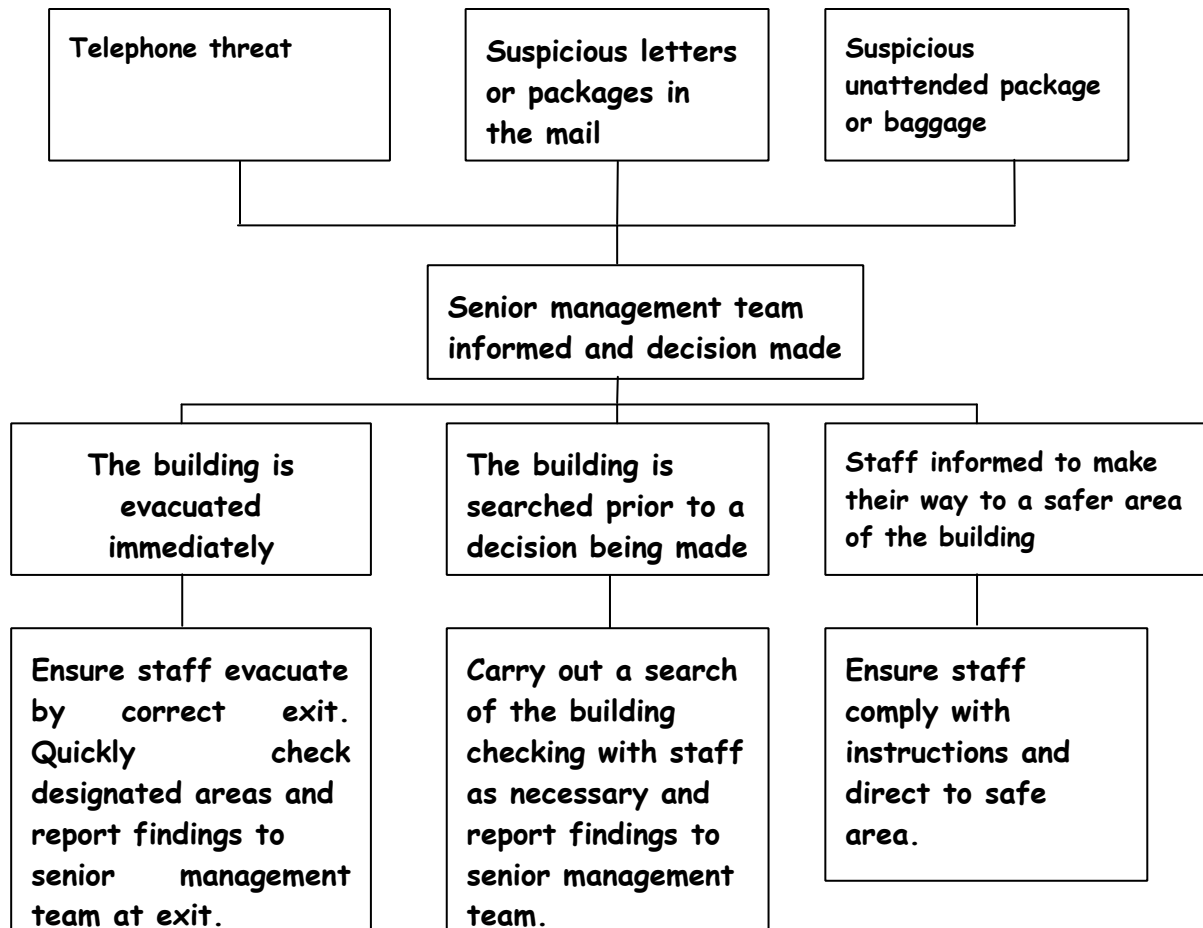 Telephone threat
Suspicious letters
or packages in
the mail
Suspicious
unattended package
or baggage
Senior management team
informed and decision made
The building is
evacuated
immediately
The building is
searched prior to a
decision being made
Staff informed to make
their way to a safer area
of the building
Ensure staff evacuate
by correct exit.
Quickly check
designated areas and
report findings to
senior management
team at exit.
Carry out a search
of the building
checking with staff
as necessary and
report findings to
senior management
team.
Ensure staff
comply with
instructions and
direct to safe
area.